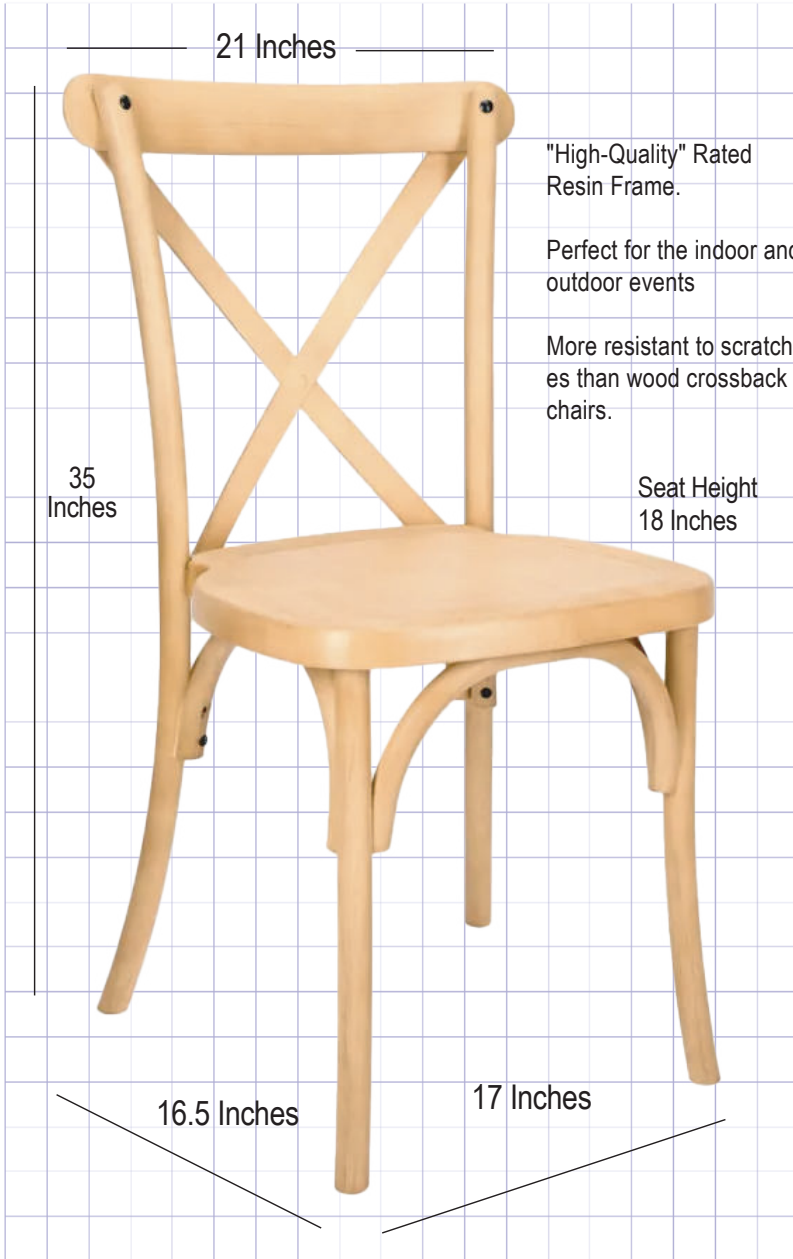 21 Inches
"High-Quality" Rated
Resin Frame.
Perfect for the indoor and
outdoor events
More resistant to scratch
es than wood crossback
chairs.
35
Inches
Seat Height
18 Inches
16.5 Inches
17 Inches